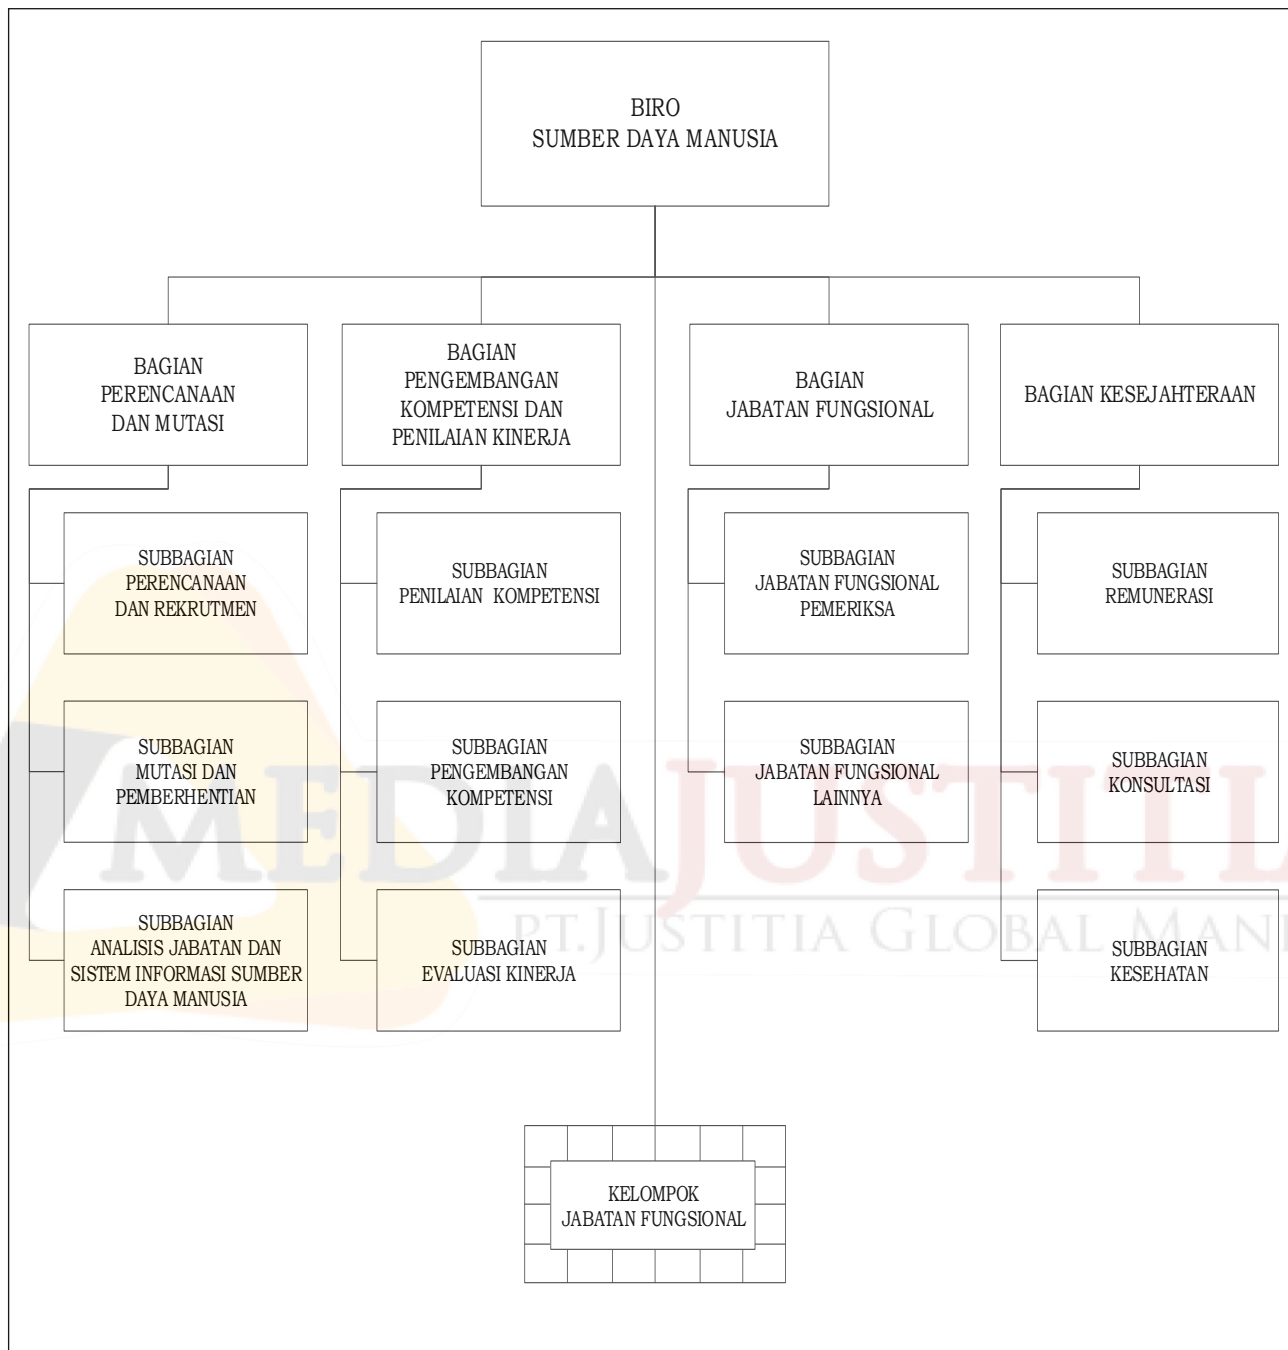 BIRO
SUMBER DAYA MANUSIA
BAGIAN
PERENCANAAN
DAN MUTASI
BAGIAN
PENGEMBANGAN
KOMPETENSI DAN
PENILAIAN KINERJA
BAGIAN
JABATAN FUNGSIONAL
BAGIAN KESEJAHTERAAN
SUBBAGIAN
PERENCANAAN
DAN REKRUTMEN
SUBBAGIAN
PENILAIAN KOMPETENSI
SUBBAGIAN
JABATAN FUNGSIONAL
PEMERIKSA
SUBBAGIAN
REMUNERASI
SUBBAGIAN
MUTASI DAN
PEMBERHENTIAN
SUBBAGIAN
PENGEMBANGAN
KOMPETENSI
SUBBAGIAN
JABATAN FUNGSIONAL
LAINNYA
SUBBAGIAN
KONSULTASI
SUBBAGIAN
ANALISIS JABATAN DAN
SISTEM INFORMASI SUMBER
DAYA MANUSIA
SUBBAGIAN
EVALUASI KINERJA
SUBBAGIAN
KESEHATAN
KELOMPOK
JABATAN FUNGSIONAL
MEDIAJUSTITI
PT.JUSTITIA GLOBAL MAN